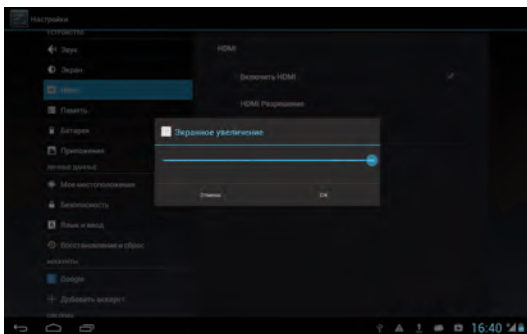 Настройки
УСТРОЙСТВО
Звук
HDMI
Экран
Включить HDMI
HDMI
Память
HDMI Разрешение
Батарея
Экранное увеличение
Приложения
ЛИЧНЫЕ ДАННЫЕ
Мое местоположение
Безопасность
Отмена
OK
Язык и ввод
Восстановление и сброс
АККАУНТЫ
Google
Добавить аккаунт
СИСТЕМА
16:40